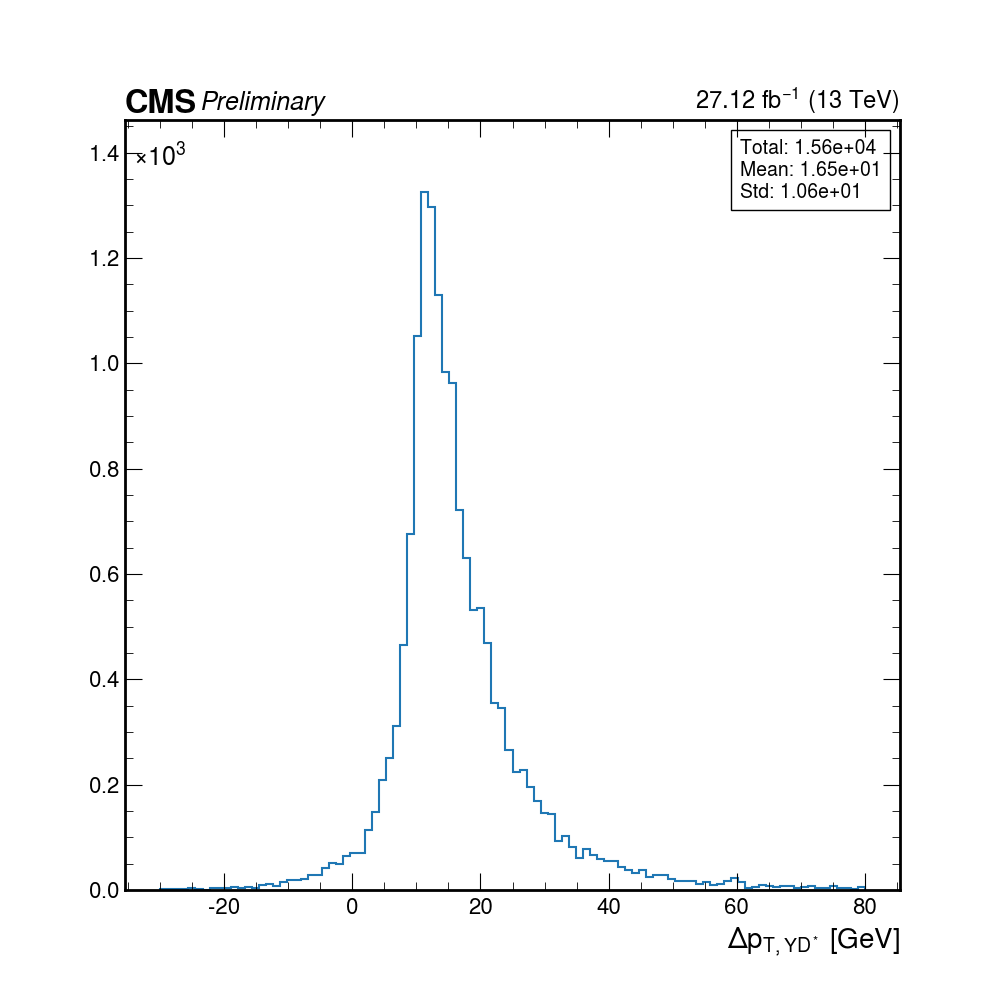 CMS Preliminary
27.12 fb⁻¹ (13 TeV)
×10³
Total: 1.56e+04
Mean: 1.65e+01
Std: 1.06e+01
1.4
1.2
1.0
0.8
0.6
0.4
0.2
0.0
-20 0 20 40 60 80
Δp_T, YD* [GeV]